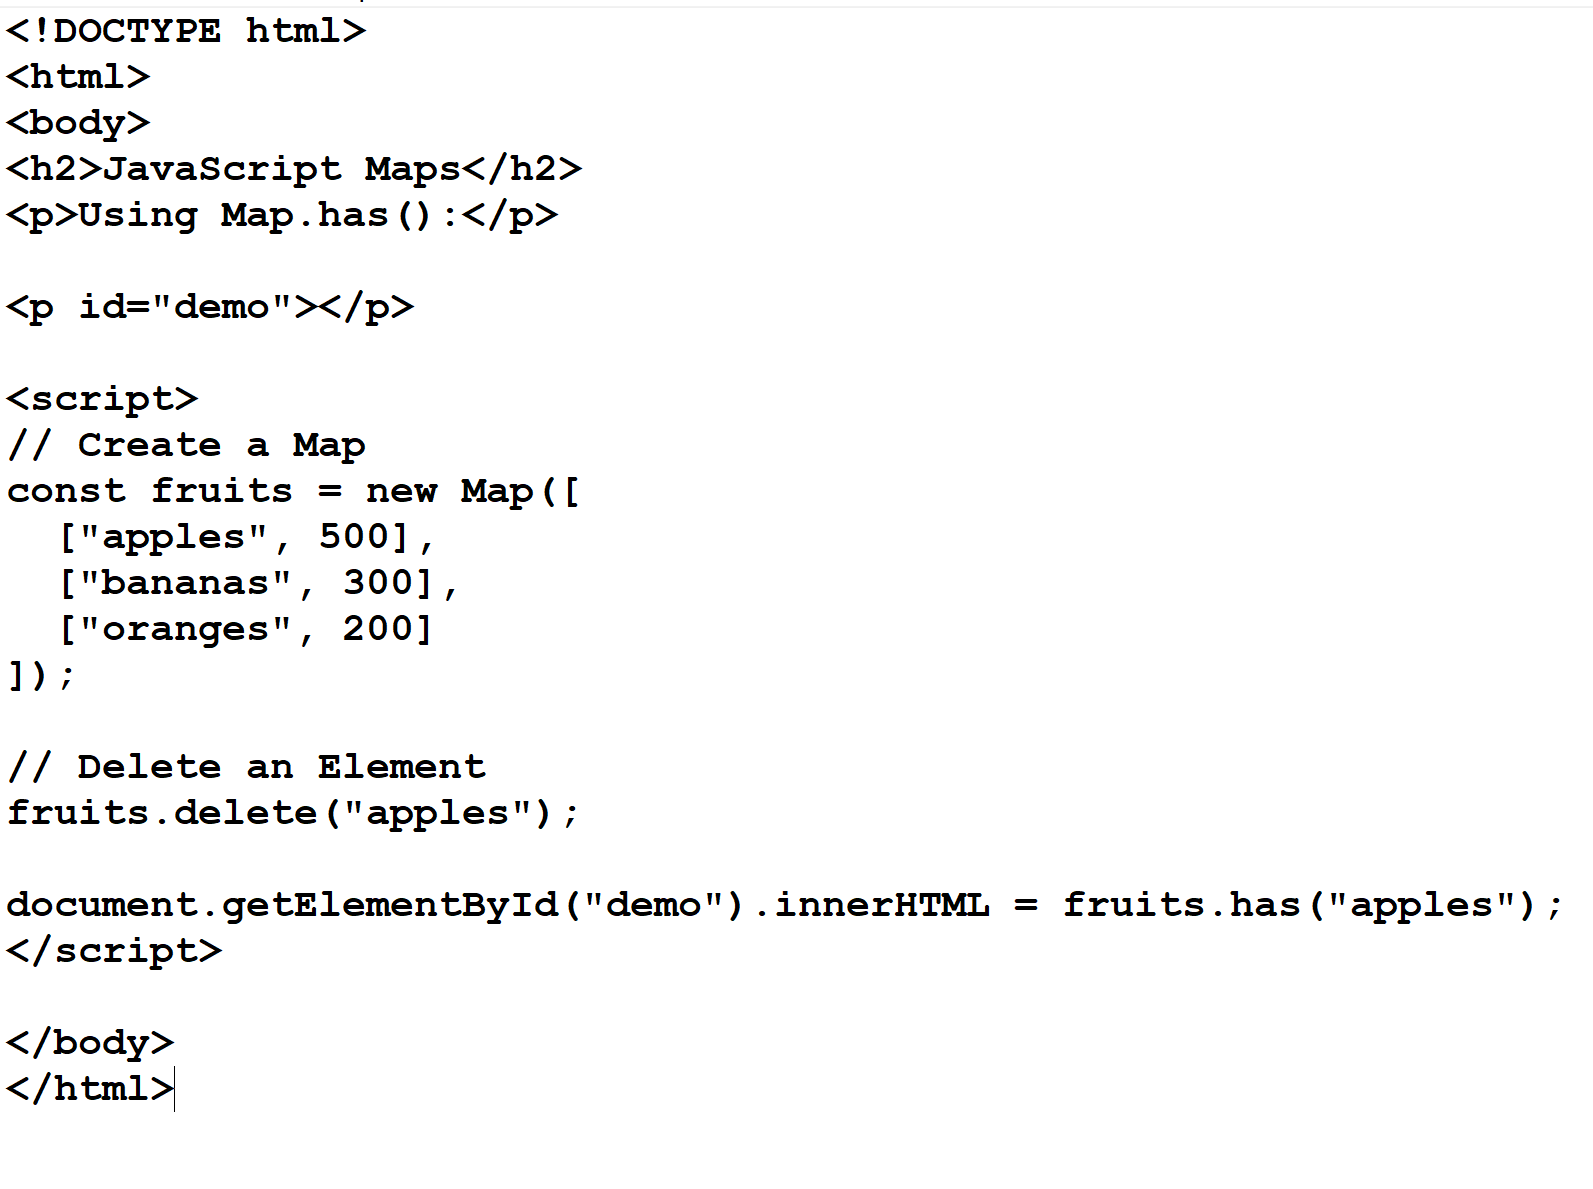 <!DOCTYPE html>
<html>
<body>
<h2>JavaScript Maps</h2>
<p>Using Map.has():</p>

<p id="demo"></p>

<script>
// Create a Map
const fruits = new Map([
  ["apples", 500],
  ["bananas", 300],
  ["oranges", 200]
]);

// Delete an Element
fruits.delete("apples");

document.getElementById("demo").innerHTML = fruits.has("apples");
</script>

</body>
</html>